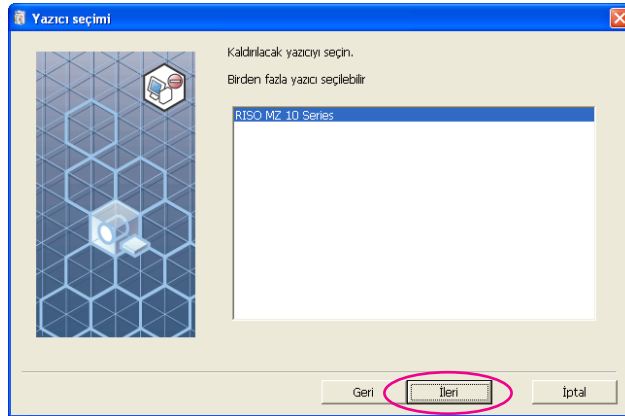 Yazıcı seçimi
Kaldırılacak yazıcıyı seçin.
Birden fazla yazıcı seçilebilir
RISO MZ 10 Series
Geri
İleri
İptal